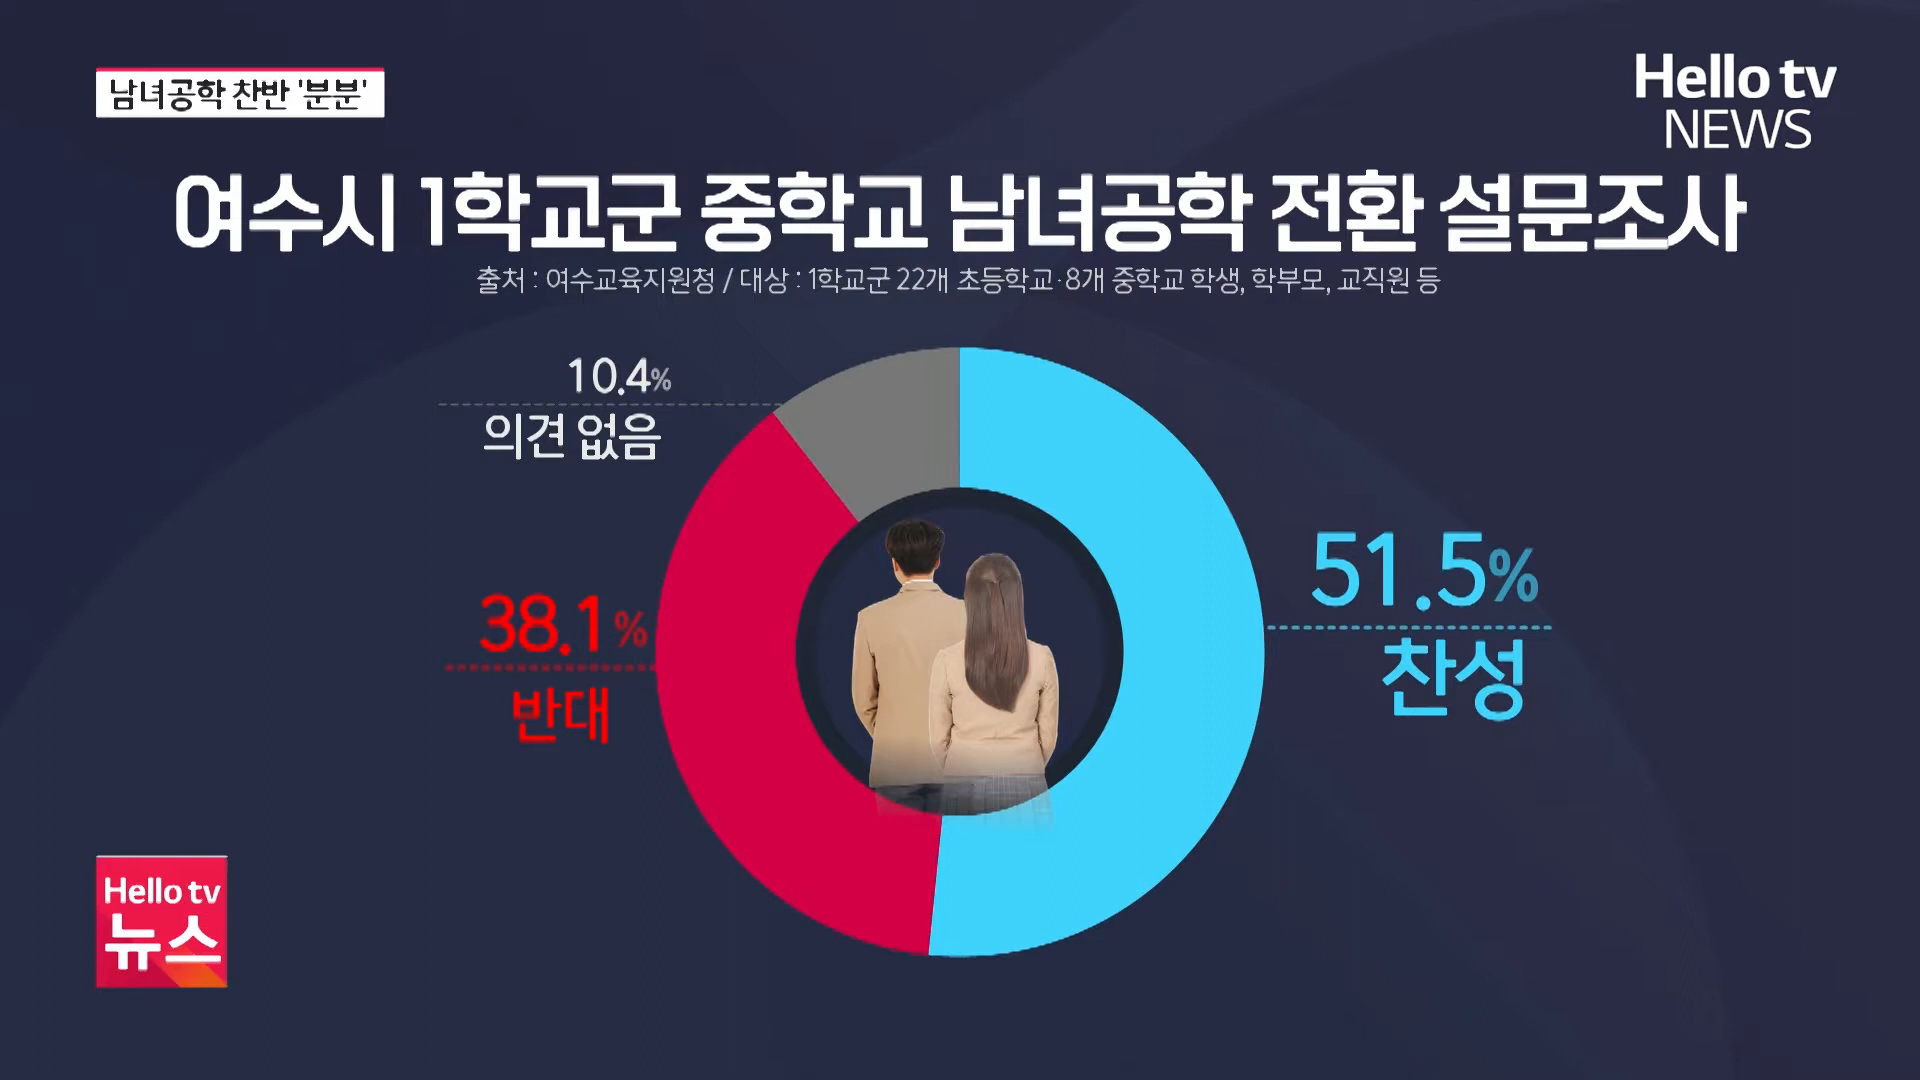 남녀공학 찬반 '분분'
Hello tv
NEWS
여수시 1학교군 중학교 남녀공학 전환 설문조사
출처 : 여수교육지원청 / 대상 : 1학교군 22개 초등학교·8개 중학교 학생, 학부모, 교직원 등
10.4%
의견 없음
51.5%
찬성
38.1%
반대
Hello tv
뉴스